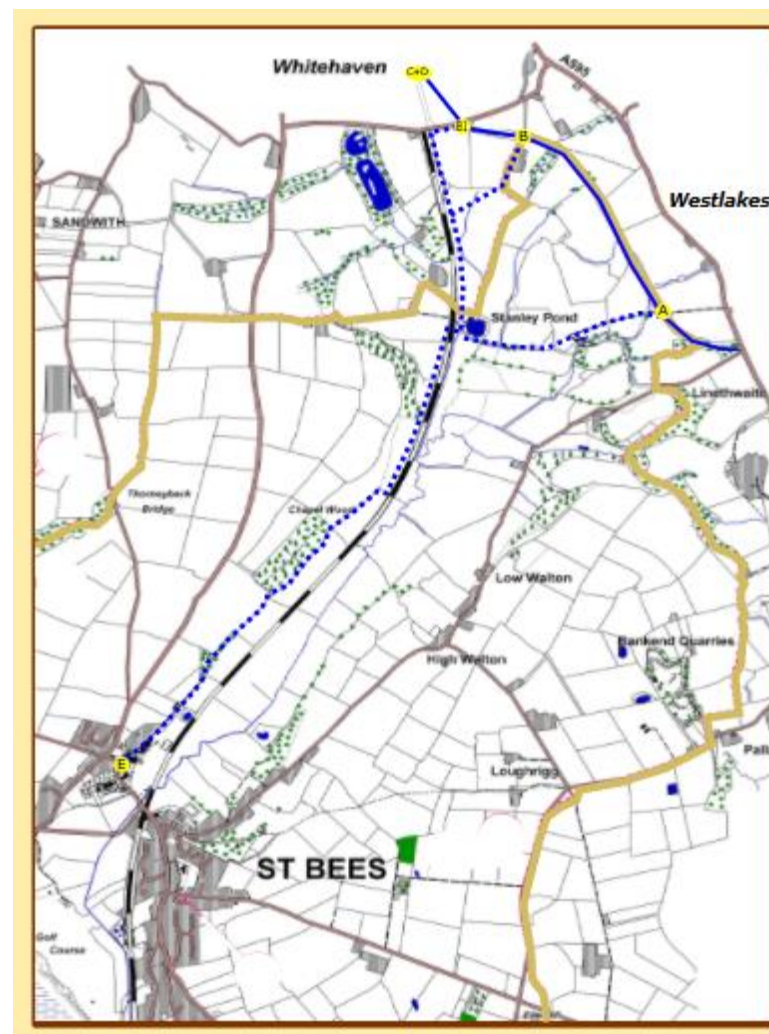 Whitehaven
C+D
A595
E1
B
Westlakes
SANDWITH
A
Stanley Pond
Linethwaite
Thorneyback
Bridge
Chapel Wood
Low Walton
Bankend Quarries
High Walton
E
Loughrigg
ST BEES
Golf
Course